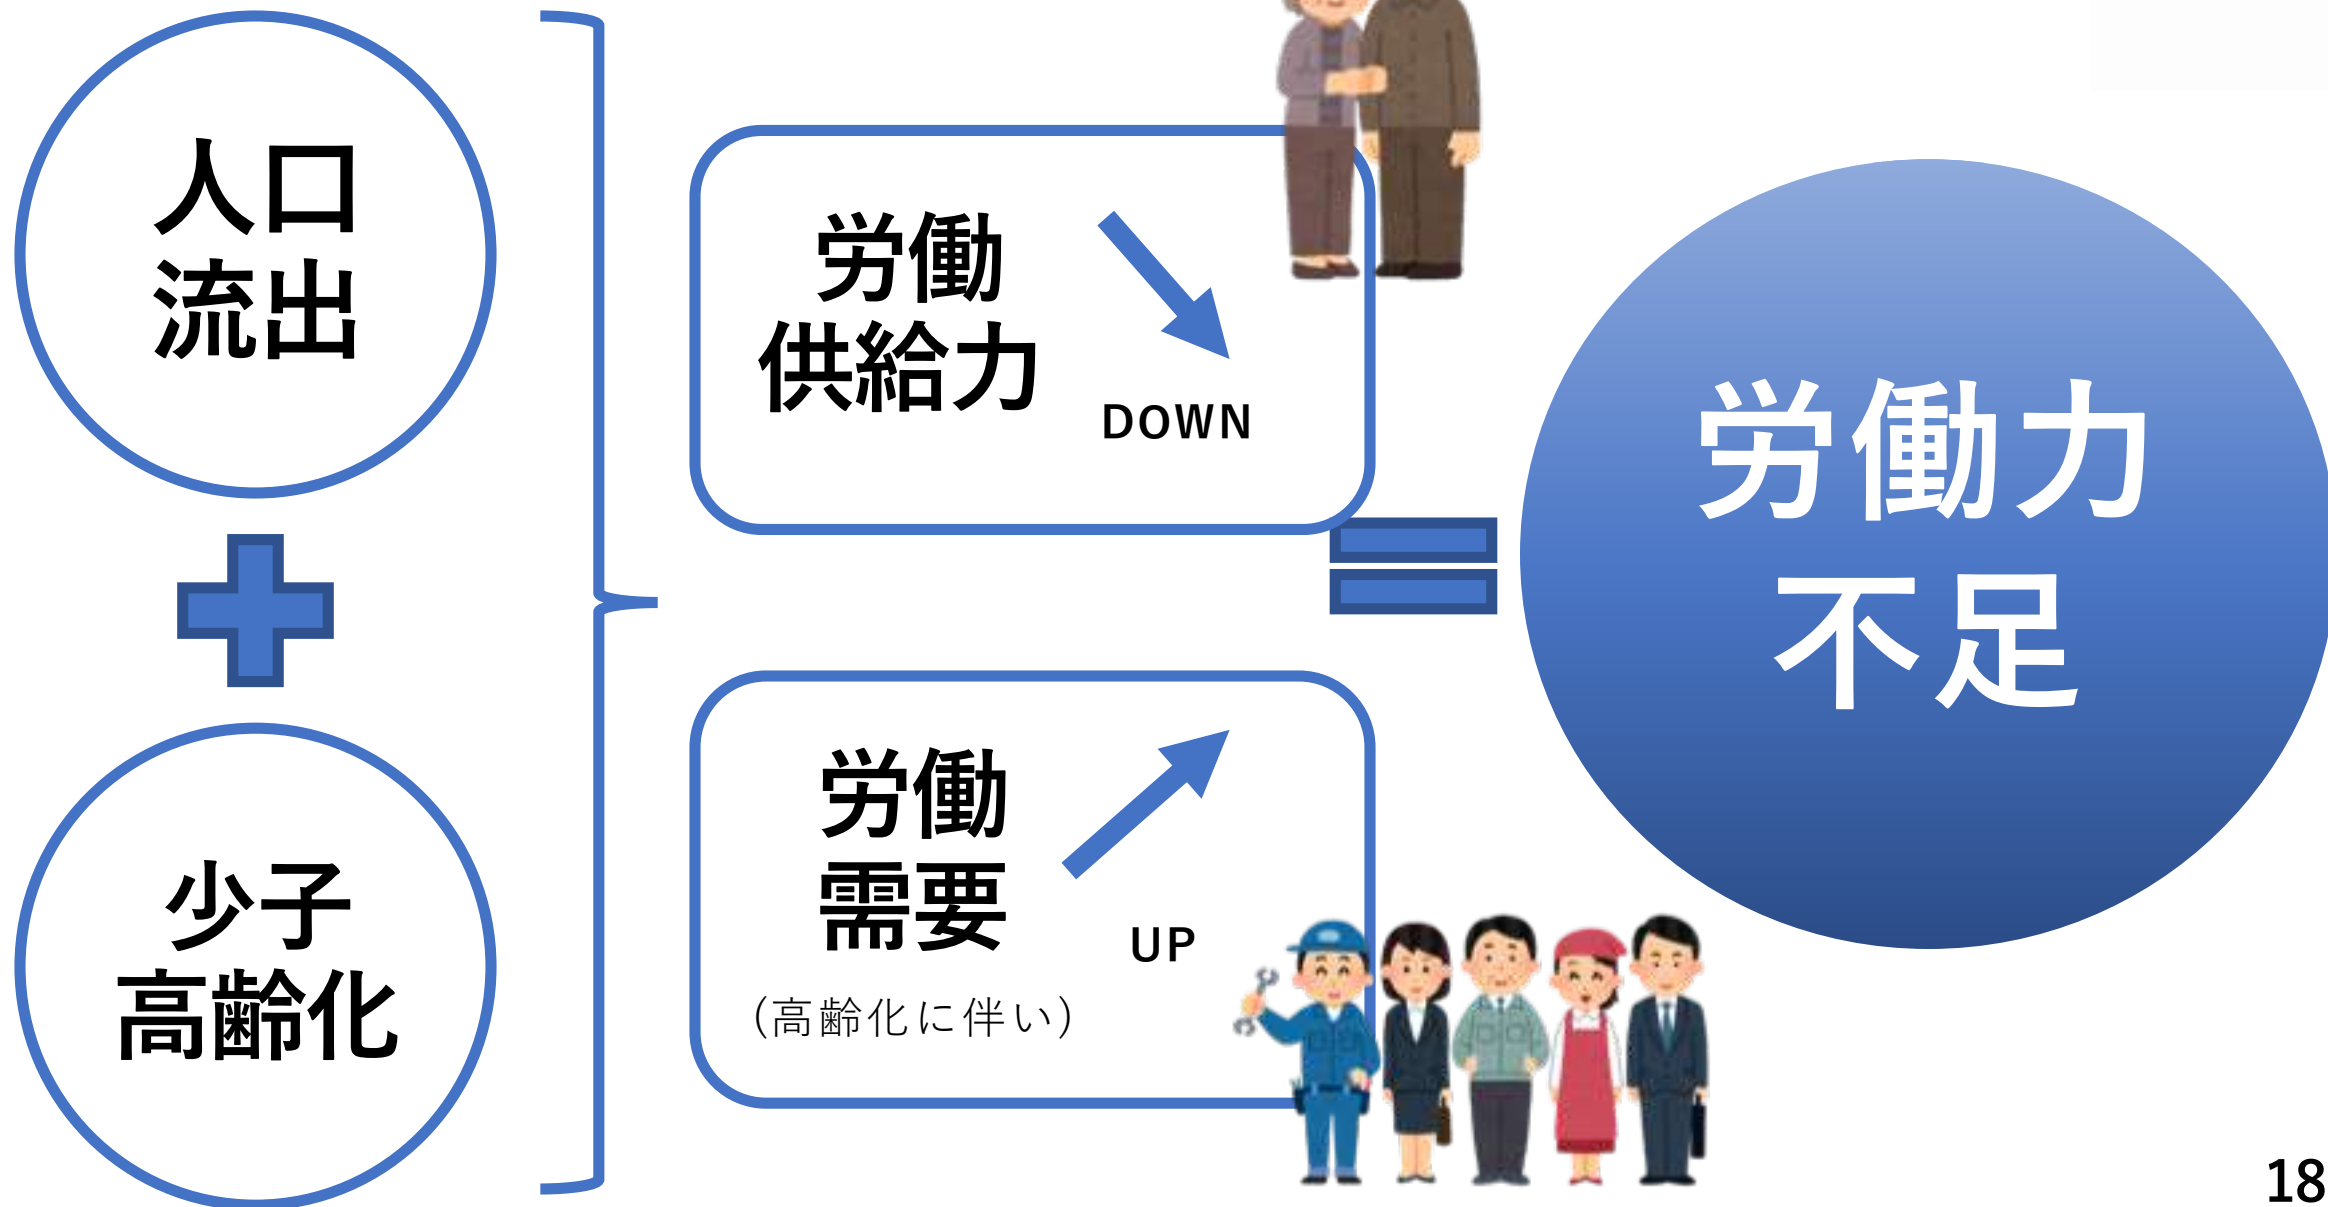 人口
流出
少子
高齢化
労働
供給力
DOWN
労働
需要
UP
(高齢化に伴い)
労働力
不足
18